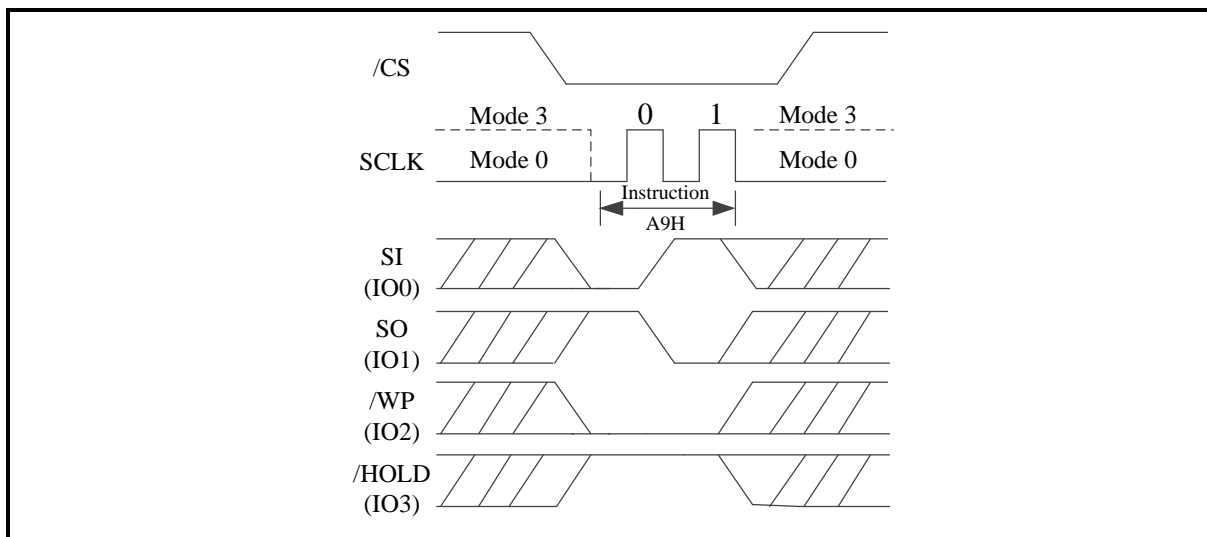 /CS
Mode 3 0 1 Mode 3
SCLK Mode 0 Mode 0
Instruction
A9H
SI
(IO0)
SO
(IO1)
/WP
(IO2)
/HOLD
(IO3)